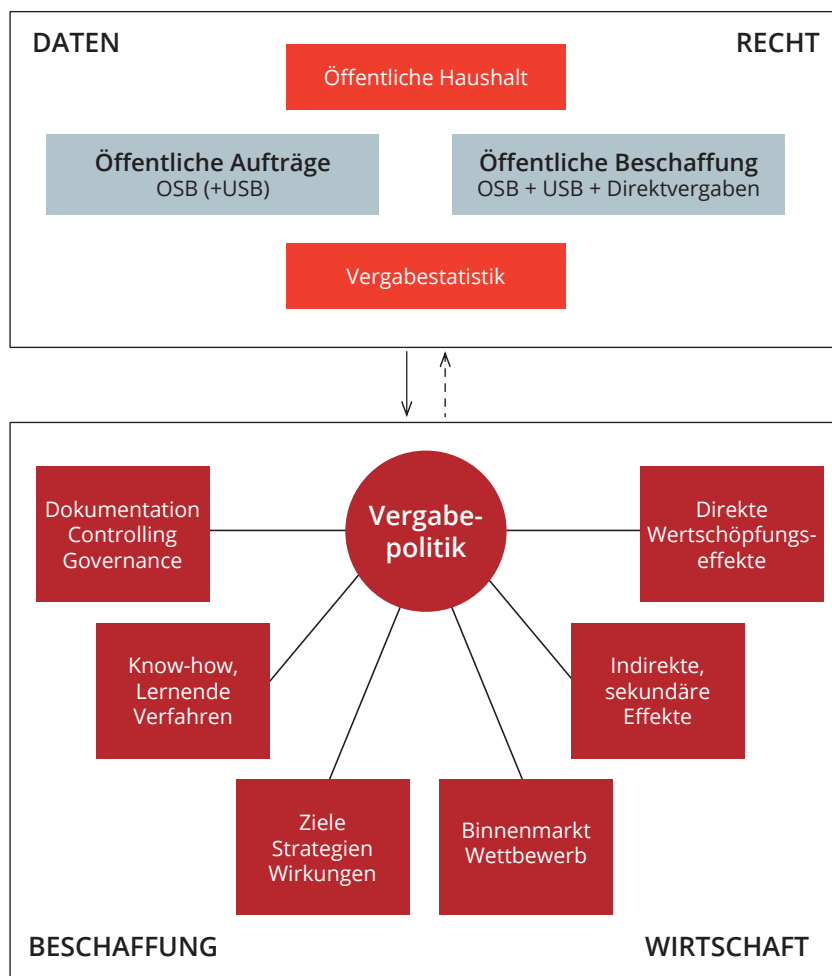 DATEN
RECHT
Öffentliche Haushalt
Öffentliche Aufträge
OSB (+USB)
Öffentliche Beschaffung
OSB + USB + Direktvergaben
Vergabestatistik
Vergabe-
politik
Dokumentation
Controlling
Governance
Direkte
Wertschöpfungs-
effekte
Know-how,
Lernende
Verfahren
Indirekte,
sekundäre
Effekte
Ziele
Strategien
Wirkungen
Binnenmarkt
Wettbewerb
BESCHAFFUNG
WIRTSCHAFT